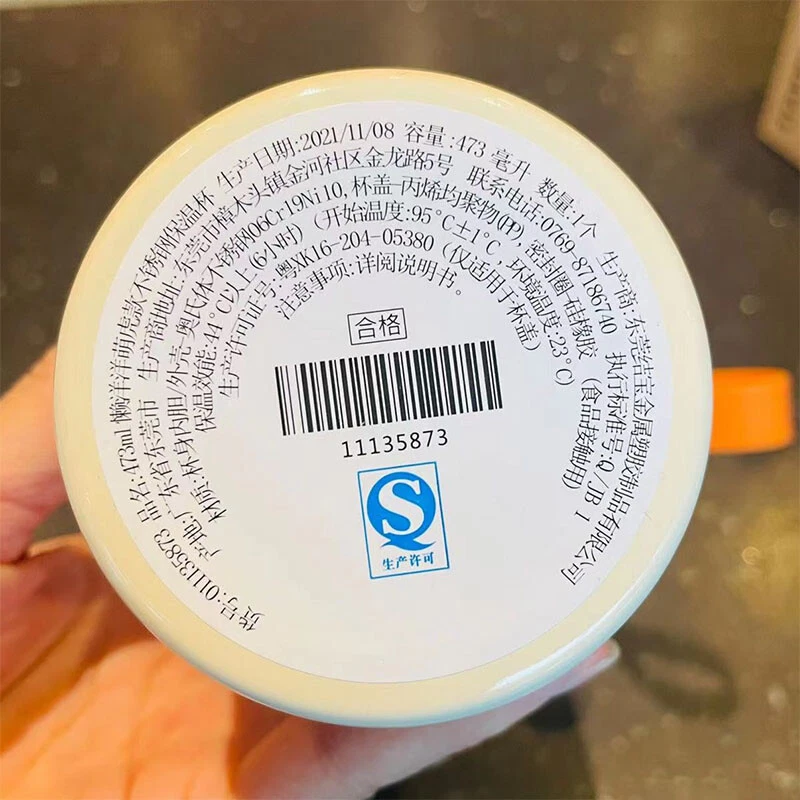 货号:011135873 品名:473ml 懒洋洋萌虎款不锈钢保温杯 生产日期:2021/11/08 容量:473 毫升 数量:1个 生产商:东莞结宝金属塑胶制品有限公司
产地:广东省东莞市 生产商地址:东莞市樟木头镇金河社区金龙路5号 联系电话:0769-87186740 执行标准号:Q/JB 1
材质:杯身内胆/外壳-奥氏体不锈钢06Cr19Ni10,杯盖-丙烯均聚物(PP),密封圈-硅橡胶 (食品接触用)
保温效能:44°C以上(6小时) (开始温度:95°C±1°C,环境温度:23°C)
生产许可证号:粤XK16-204-05380 (仅适用于杯盖)
注意事项:详阅说明书。
合格
11135873
S
生产许可